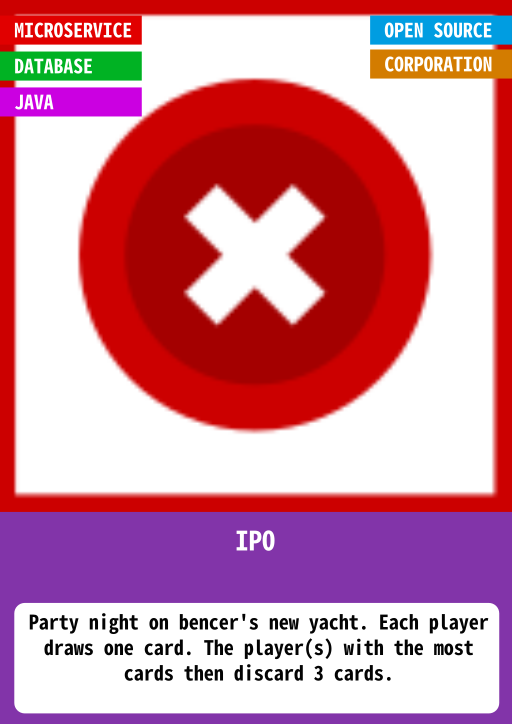 MICROSERVICE
DATABASE
JAVA
OPEN SOURCE
CORPORATION
IPO
Party night on bencer's new yacht. Each player
draws one card. The player(s) with the most
cards then discard 3 cards.